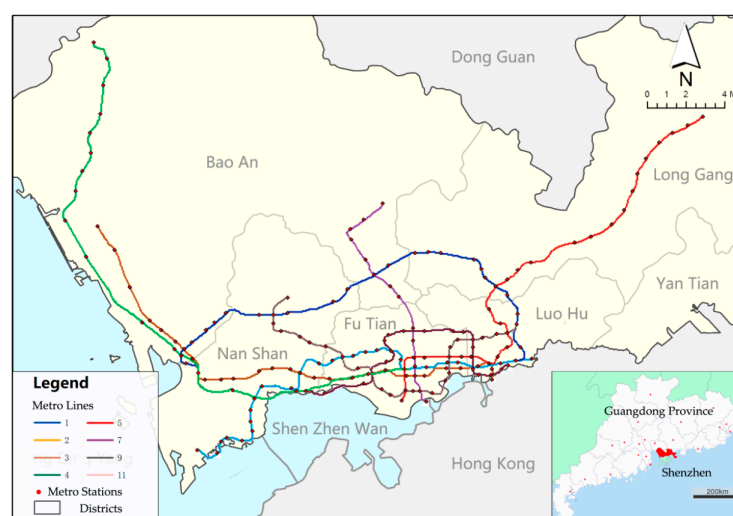 Dong Guan
N
0 1 2 4 M
Bao An
Long Gang
Yan Tian
Luo Hu
Fu Tian
Nan Shan
Shen Zhen Wan
Hong Kong
Legend
Metro Lines
1 5
2 7
3 9
4 11
Metro Stations
Districts
Guangdong Province
Shenzhen
200km